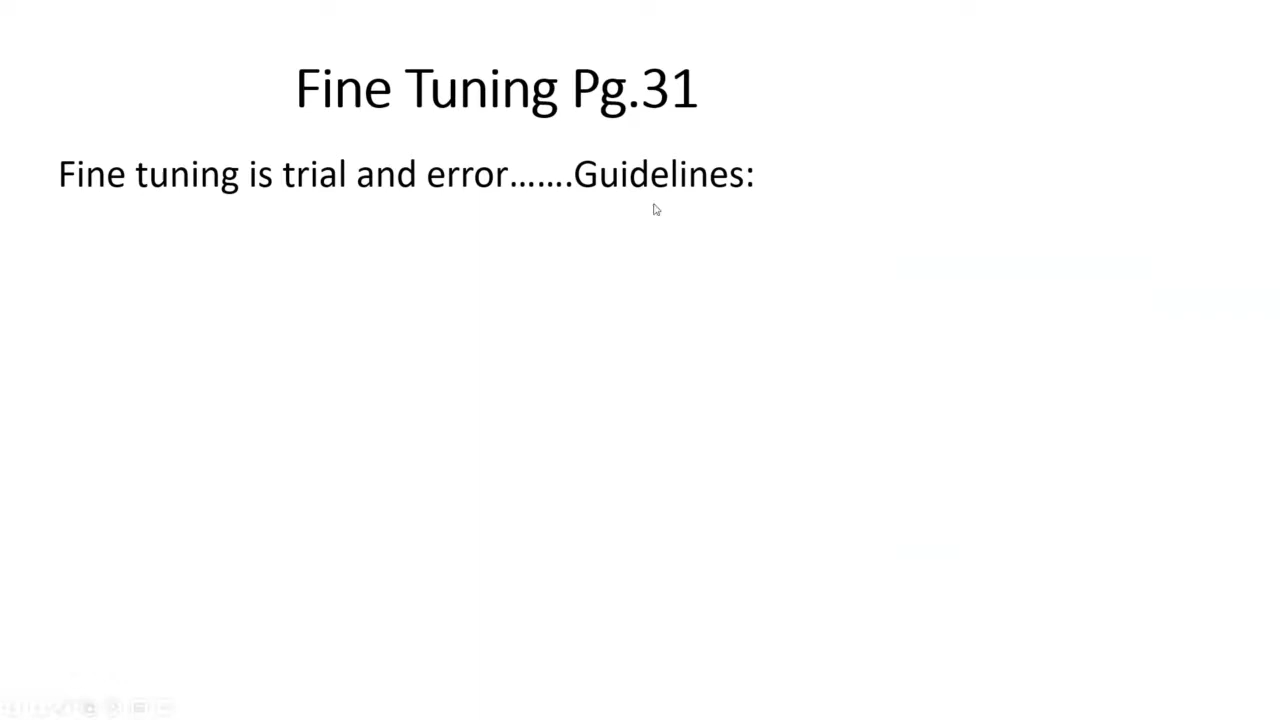 Fine Tuning Pg.31
Fine tuning is trial and error…….Guidelines: